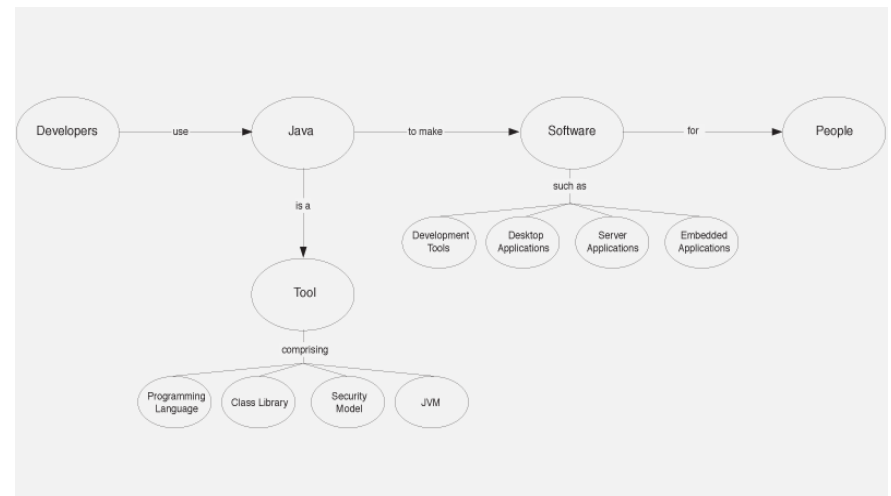 Developers
use
Java
to make
Software
for
People
such as
is a
Development
Tools
Desktop
Applications
Server
Applications
Embedded
Applications
Tool
comprising
Programming
Language
Class Library
Security
Model
JVM